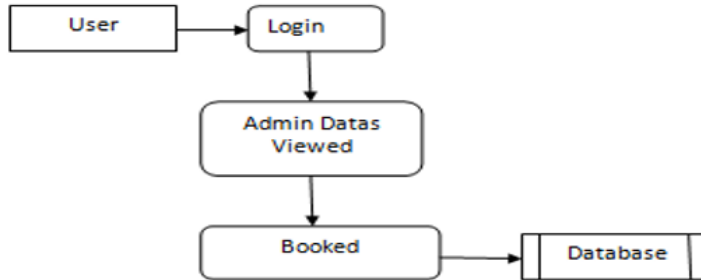 User
Login
Admin Datas
Viewed
Booked
Database